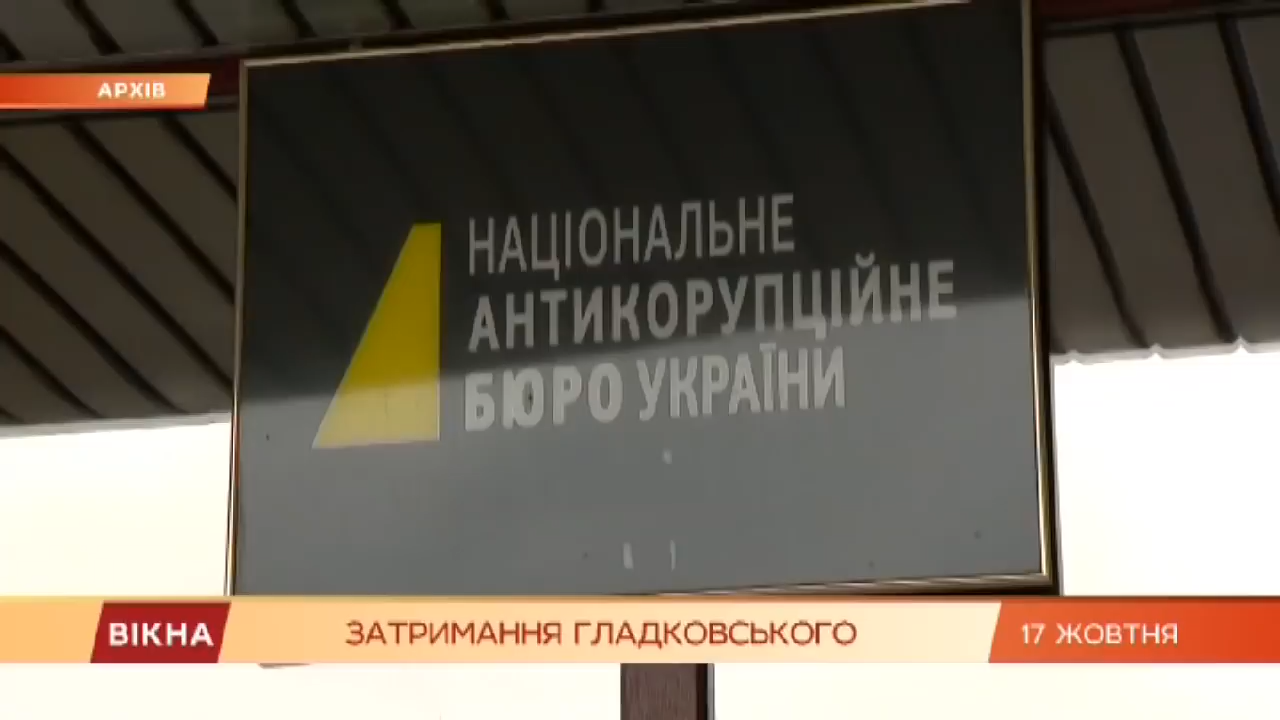 АРХІВ
НАЦІОНАЛЬНЕ
АНТИКОРУПЦІЙНЕ
БЮРО УКРАЇНИ
ВІКНА
ЗАТРИМАННЯ ГЛАДКОВСЬКОГО
17 ЖОВТНЯ